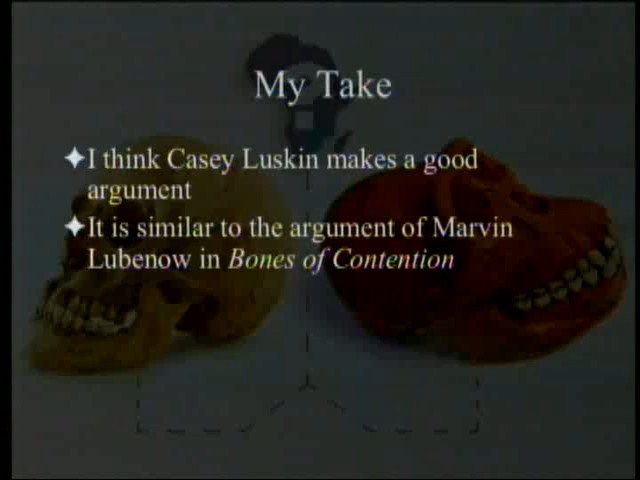 My Take
✦I think Casey Luskin makes a good
argument
✦It is similar to the argument of Marvin
Lubenow in Bones of Contention